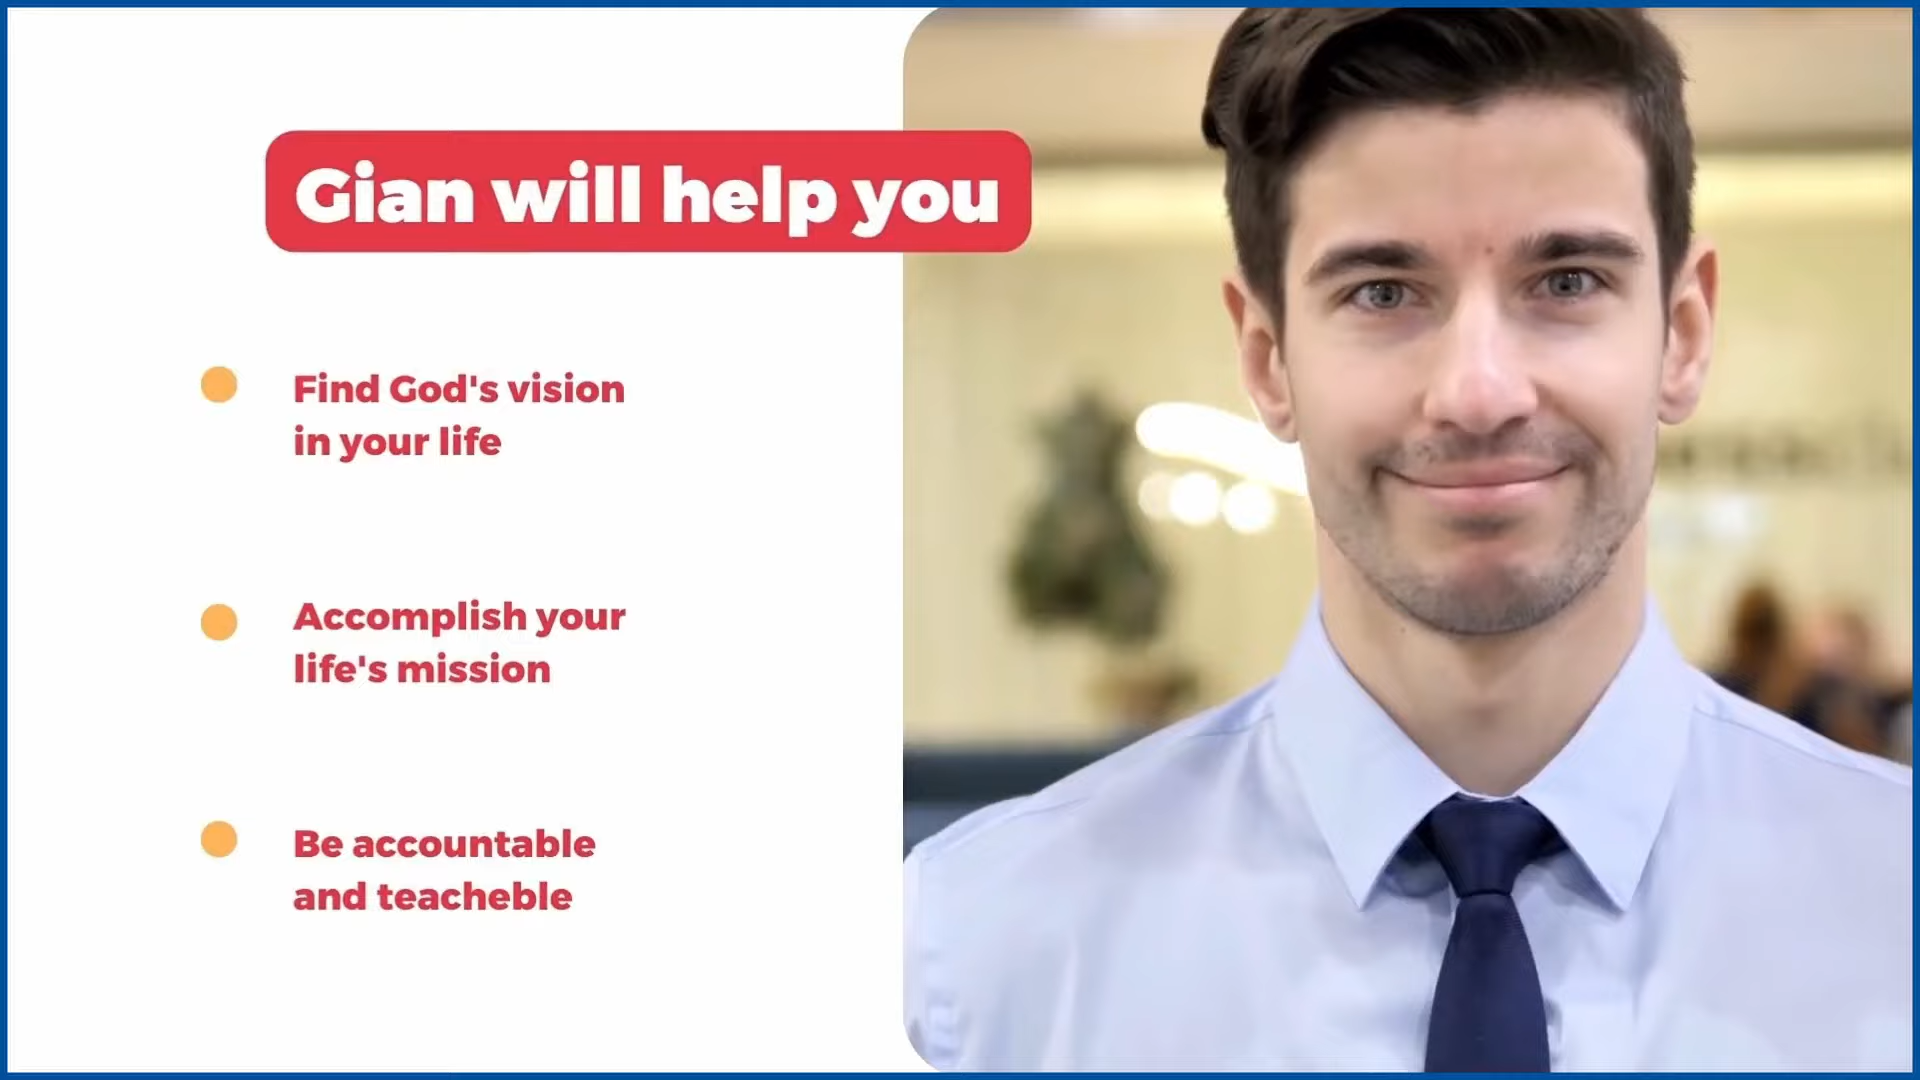 Gian will help you
Find God's vision
in your life
Accomplish your
life's mission
Be accountable
and teacheble